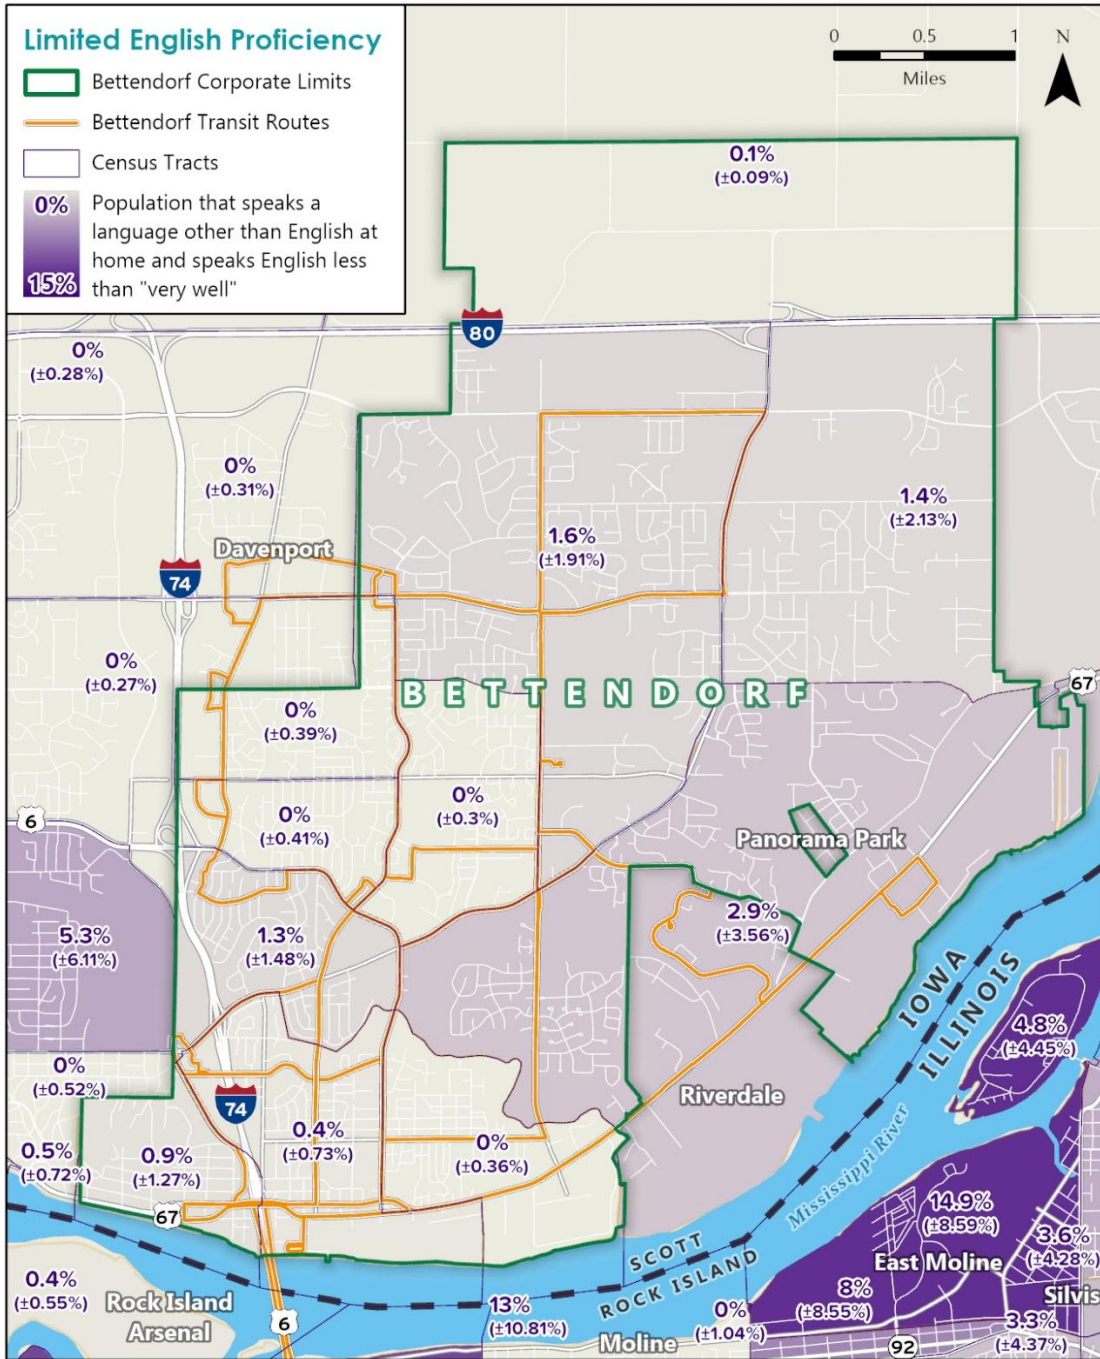 Limited English Proficiency
Bettendorf Corporate Limits
Bettendorf Transit Routes
Census Tracts
0%
15%
Population that speaks a
language other than English at
home and speaks English less
than "very well"
0 0.5 1
Miles
N
0.1%
(±0.09%)
80
0%
(±0.28%)
0%
(±0.31%)
1.4%
(±2.13%)
1.6%
(±1.91%)
Davenport
74
0%
(±0.27%)
67
BETTENDORF
0%
(±0.39%)
0%
(±0.3%)
0%
(±0.41%)
6
Panorama Park
2.9%
(±3.56%)
5.3%
(±6.11%)
1.3%
(±1.48%)
IOWA
ILLINOIS
4.8%
(±4.45%)
0%
(±0.52%)
74
Riverdale
Mississippi River
0.4%
(±0.73%)
0%
(±0.36%)
0.5%
(±0.72%)
0.9%
(±1.27%)
67
14.9%
(±8.59%)
3.6%
(±4.28%)
SCOTT
ROCK ISLAND
East Moline
0.4%
(±0.55%)
Rock Island
Arsenal
6
13%
(±10.81%)
Moline
0%
(±1.04%)
8%
(±8.55%)
Silvis
3.3%
(±4.37%)
92